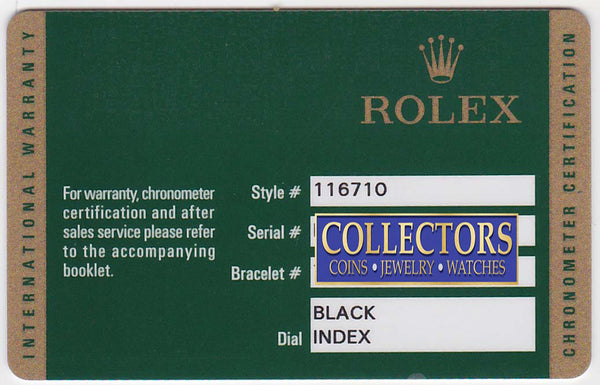 INTERNATIONAL WARRANTY
ROLEX
For warranty, chronometer
certification and after
sales service please refer
to the accompanying
booklet.
Style # 116710
Serial #
Bracelet #
COLLECTORS
COINS • JEWELRY • WATCHES
Dial BLACK
INDEX
CHRONOMETER CERTIFICATION